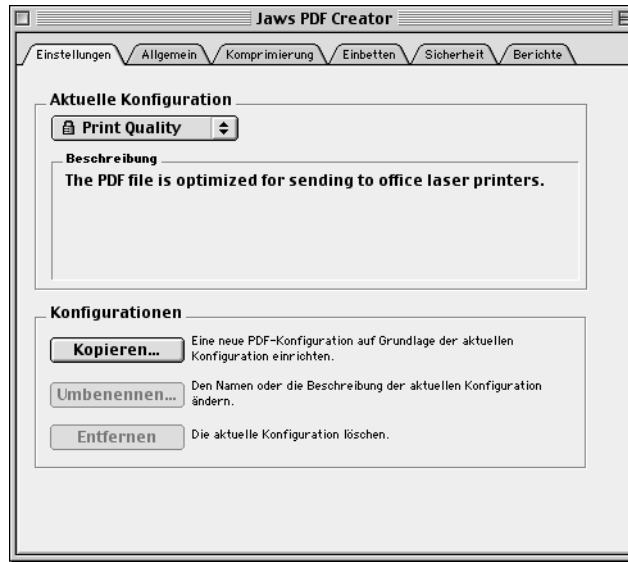 Jaws PDF Creator
Einstellungen Allgemein Komprimierung Einbetten Sicherheit Berichte
Aktuelle Konfiguration
Print Quality
Beschreibung
The PDF file is optimized for sending to office laser printers.
Konfigurationen
Kopieren... Eine neue PDF-Konfiguration auf Grundlage der aktuellen
Konfiguration einrichten.
Umbenennen... Den Namen oder die Beschreibung der aktuellen Konfiguration
ändern.
Entfernen Die aktuelle Konfiguration löschen.